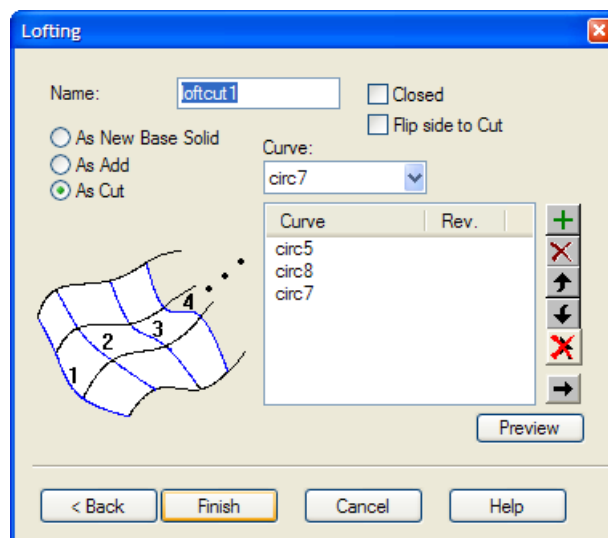 Lofting
Name: loftcut1
Closed
Flip side to Cut
As New Base Solid
As Add
As Cut
Curve:
circ7
Curve Rev.
circ5
circ8
circ7
1 2 3 4
Preview
< Back Finish Cancel Help